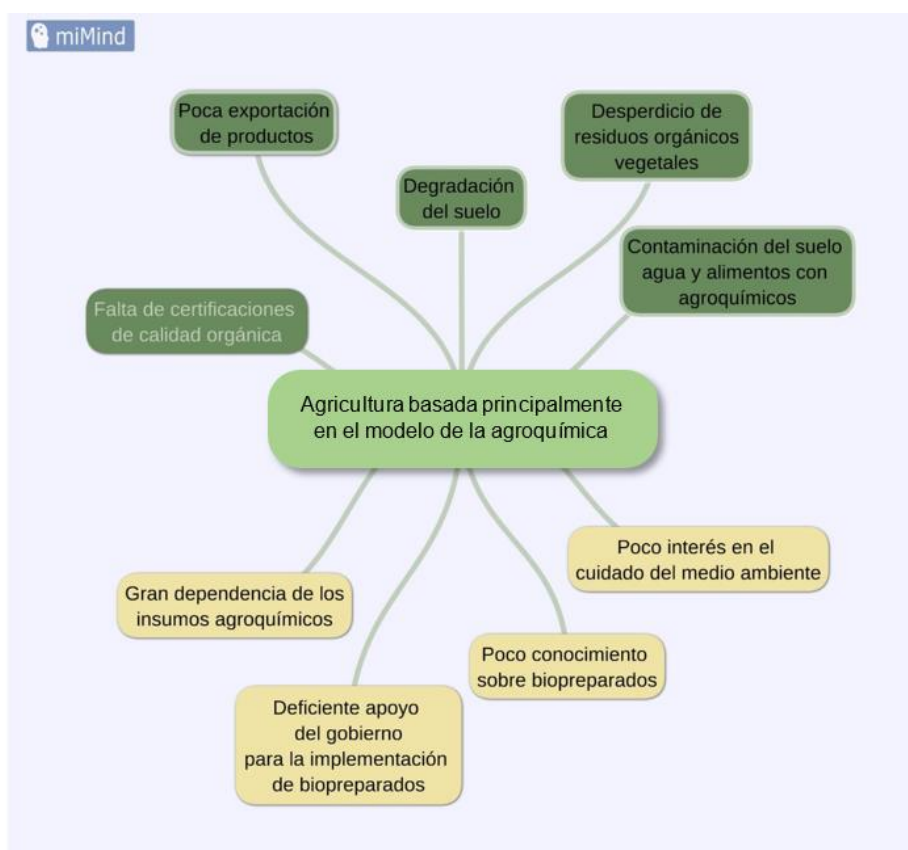 miMind
Poca exportación
de productos
Desperdicio de
residuos orgánicos
vegetales
Degradación
del suelo
Contaminación del suelo
agua y alimentos con
agroquímicos
Falta de certificaciones
de calidad orgánica
Agricultura basada principalmente
en el modelo de la agroquímica
Poco interés en el
cuidado del medio ambiente
Gran dependencia de los
insumos agroquímicos
Poco conocimiento
sobre biopreparados
Deficiente apoyo
del gobierno
para la implementación
de biopreparados